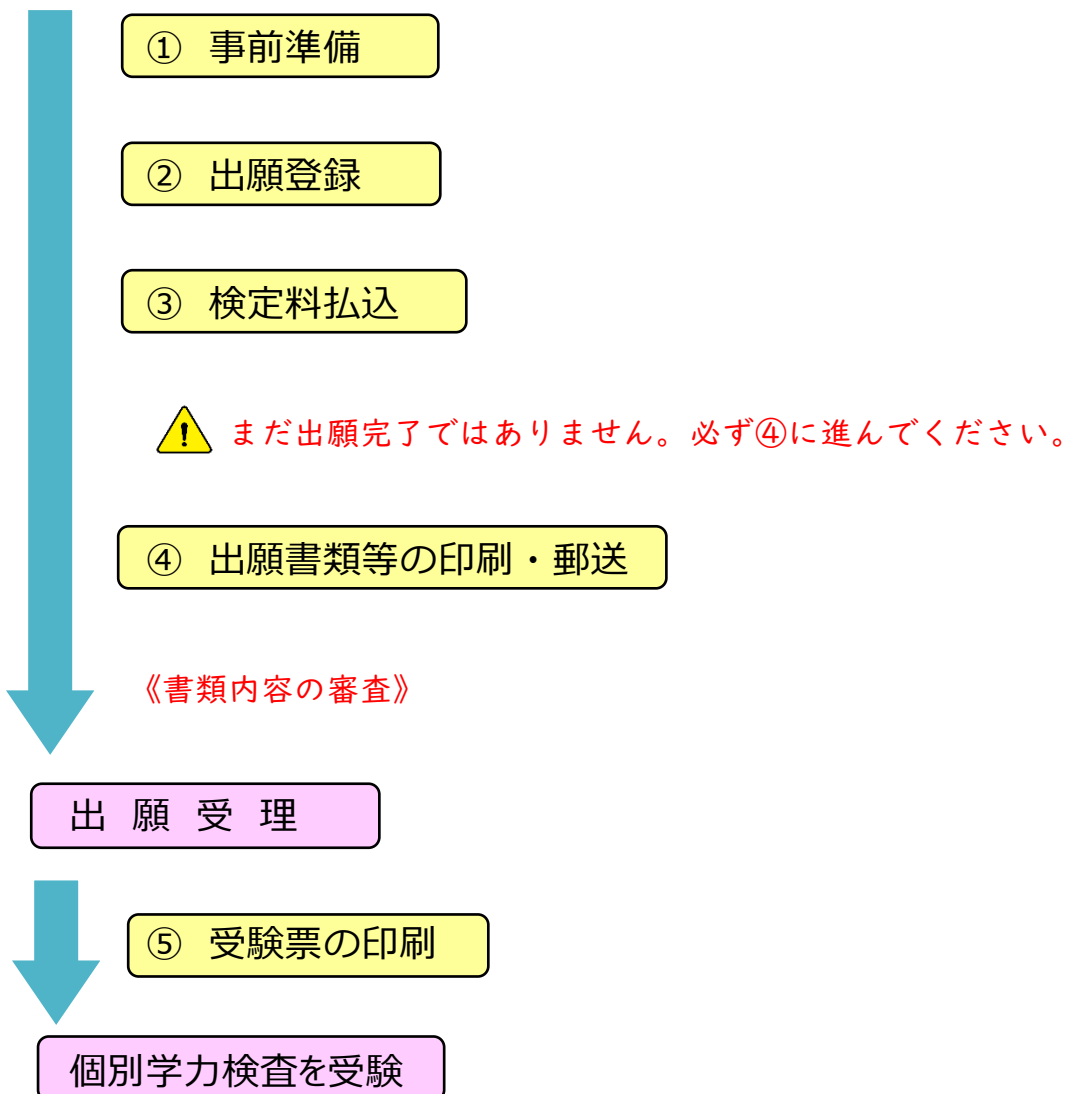 ① 事前準備
② 出願登録
③ 検定料払込
まだ出願完了ではありません。必ず④に進んでください。
④ 出願書類等の印刷・郵送
《書類内容の審査》
出 願 受 理
⑤ 受験票の印刷
個別学力検査を受験